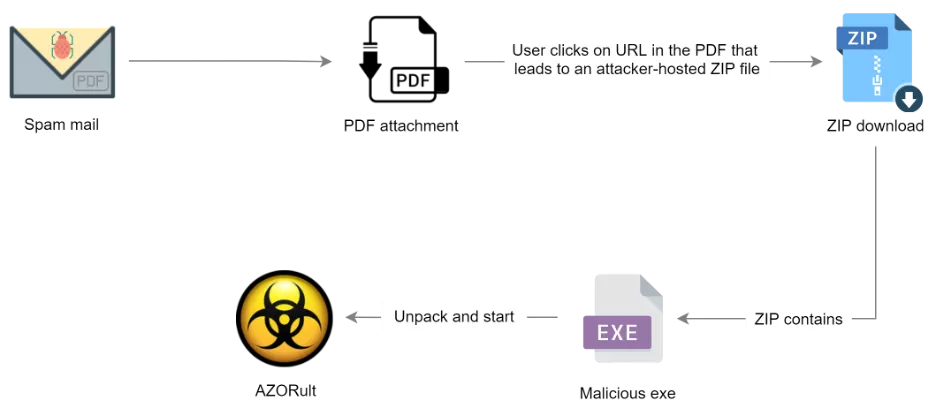 PDF
Spam mail
PDF
PDF attachment
User clicks on URL in the PDF that
leads to an attacker-hosted ZIP file
ZIP
ZIP download
ZIP contains
EXE
Malicious exe
Unpack and start
AZORult